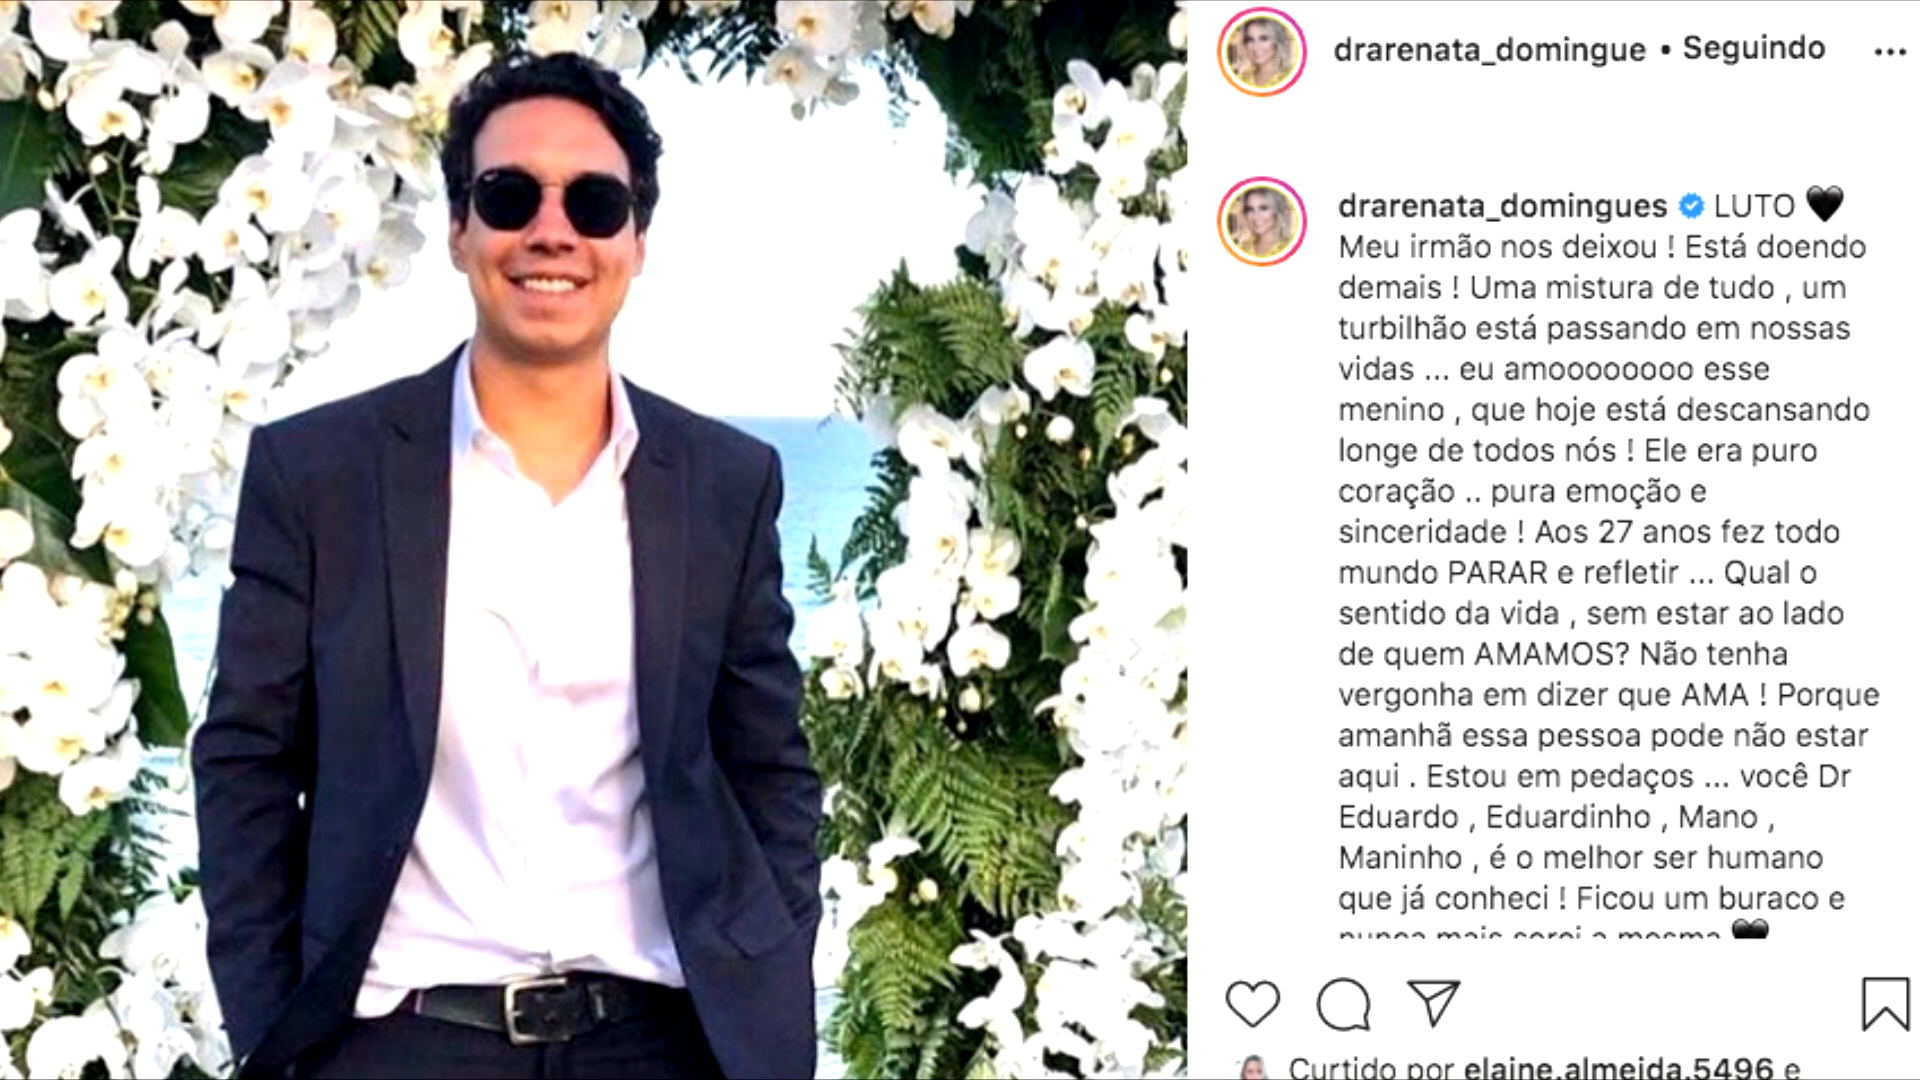 drarenata_domingue • Seguindo
drarenata_domingues LUTO 🖤
Meu irmão nos deixou ! Está doendo
demais ! Uma mistura de tudo , um
turbilhão está passando em nossas
vidas ... eu amoooooooo esse
menino , que hoje está descansando
longe de todos nós ! Ele era puro
coração .. pura emoção e
sinceridade ! Aos 27 anos fez todo
mundo PARAR e refletir ... Qual o
sentido da vida , sem estar ao lado
de quem AMAMOS? Não tenha
vergonha em dizer que AMA ! Porque
amanhã essa pessoa pode não estar
aqui . Estou em pedaços ... você Dr
Eduardo , Eduardinho , Mano ,
Maninho , é o melhor ser humano
que já conheci ! Ficou um buraco e
nunca mais serei a mesma 🖤
Curtido por elaine.almeida.5496 e